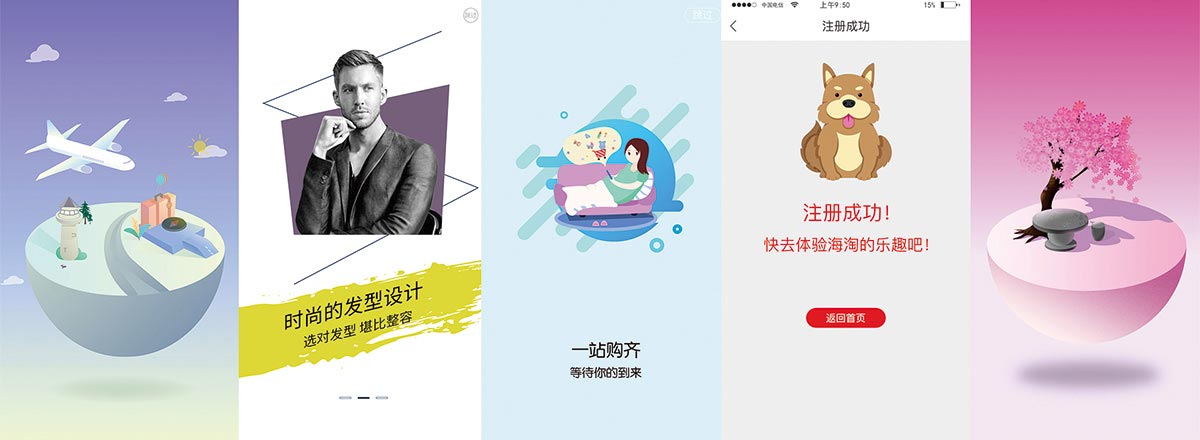 跳过
时尚的发型设计
选对发型 堪比整容
跳过
一站购齐
等待你的到来
中国电信
上午9:50
15%
注册成功
注册成功！
快去体验海淘的乐趣吧！
返回首页